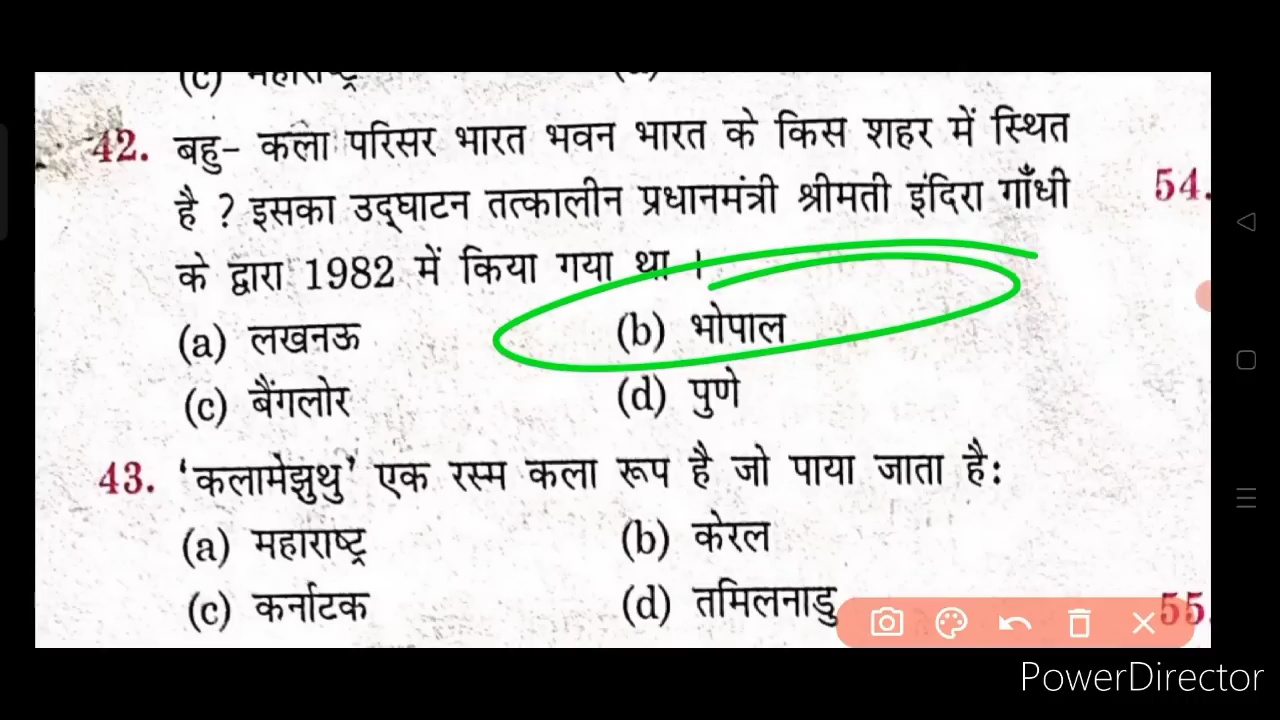 (c) महाराष्ट्र
42. बहु- कला परिसर भारत भवन भारत के किस शहर में स्थित
है ? इसका उद्घाटन तत्कालीन प्रधानमंत्री श्रीमती इंदिरा गाँधी
के द्वारा 1982 में किया गया था ।
(a) लखनऊ (b) भोपाल
(c) बैंगलोर (d) पुणे
43. 'कलामेझुथु' एक रस्म कला रूप है जो पाया जाता है:
(a) महाराष्ट्र (b) केरल
(c) कर्नाटक (d) तमिलनाडु
54.
55.
PowerDirector